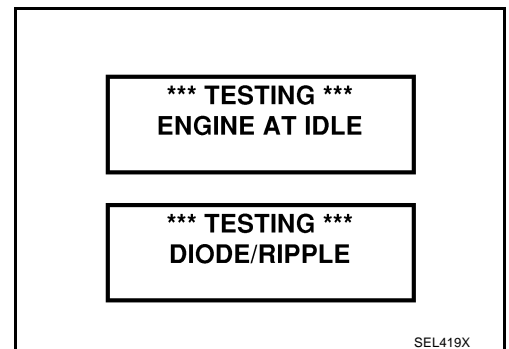 *** TESTING ***
ENGINE AT IDLE
*** TESTING ***
DIODE/RIPPLE
SEL419X